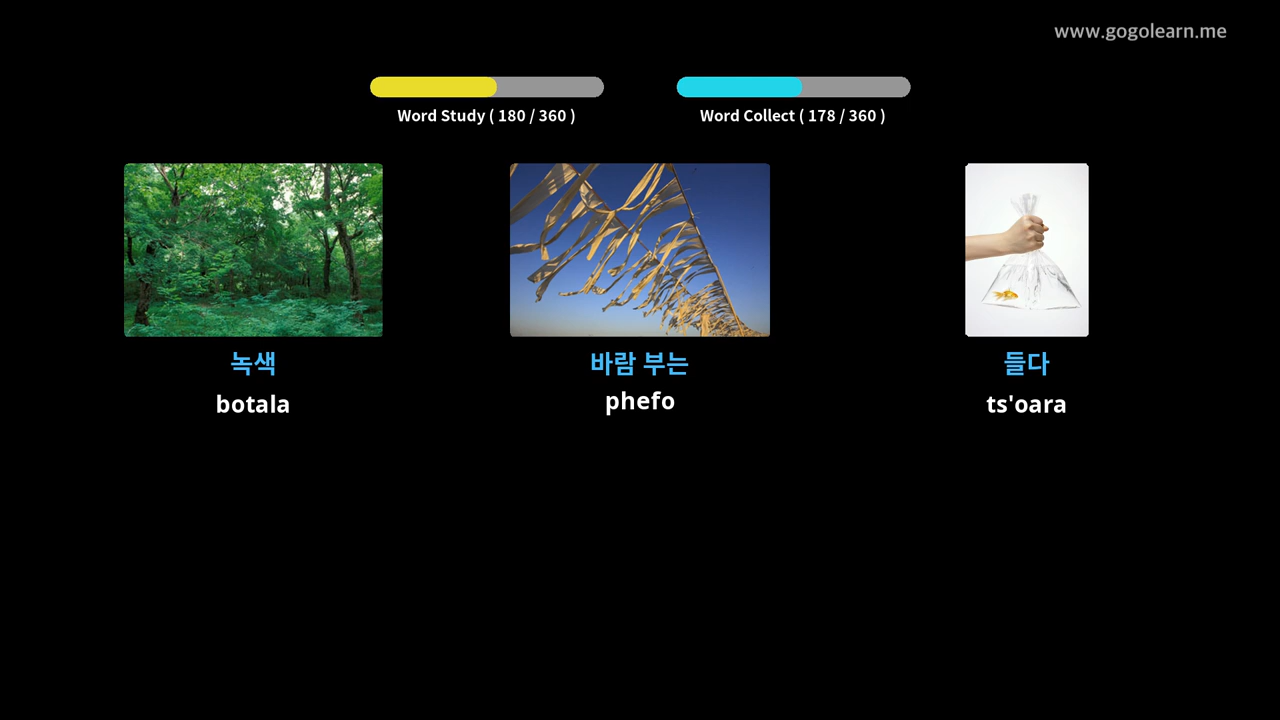 www.gogolearn.me
Word Study ( 180 / 360 )
Word Collect ( 178 / 360 )
녹색
바람 부는
들다
botala
phefo
ts'oara